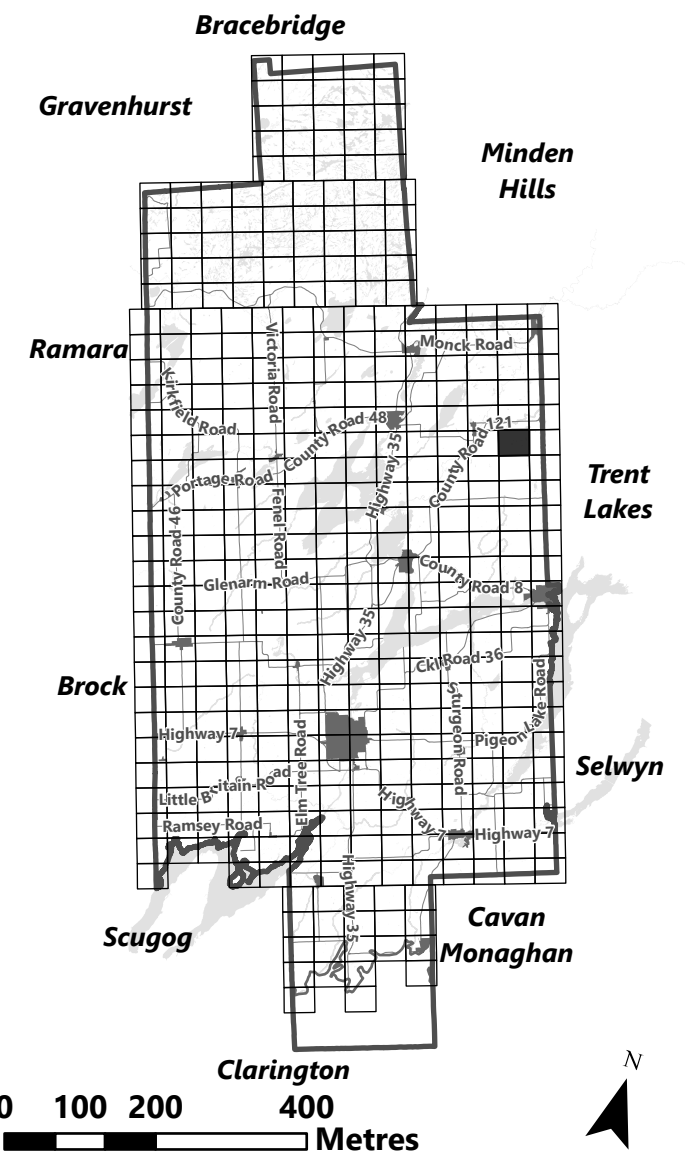 Bracebridge
Gravenhurst
Minden
Hills
Ramara
Victoria Road
Monck Road
Kirkfield Road
County Road 48
Highway 35
County Road 121
Portage Road
Fenel Road
Trent
Lakes
County Road 46
Glenarm Road
County Road 8
Highway 35
Ckl Road 36
Brock
Sturgeon Road
Pigeon Lake Road
Highway 7
Elm Tree Road
Selwyn
Little Britain Road
Highway 7
Highway 7
Ramsey Road
Highway 35
Scugog
Cavan
Monaghan
Clarington
N
0 100 200 400
Metres